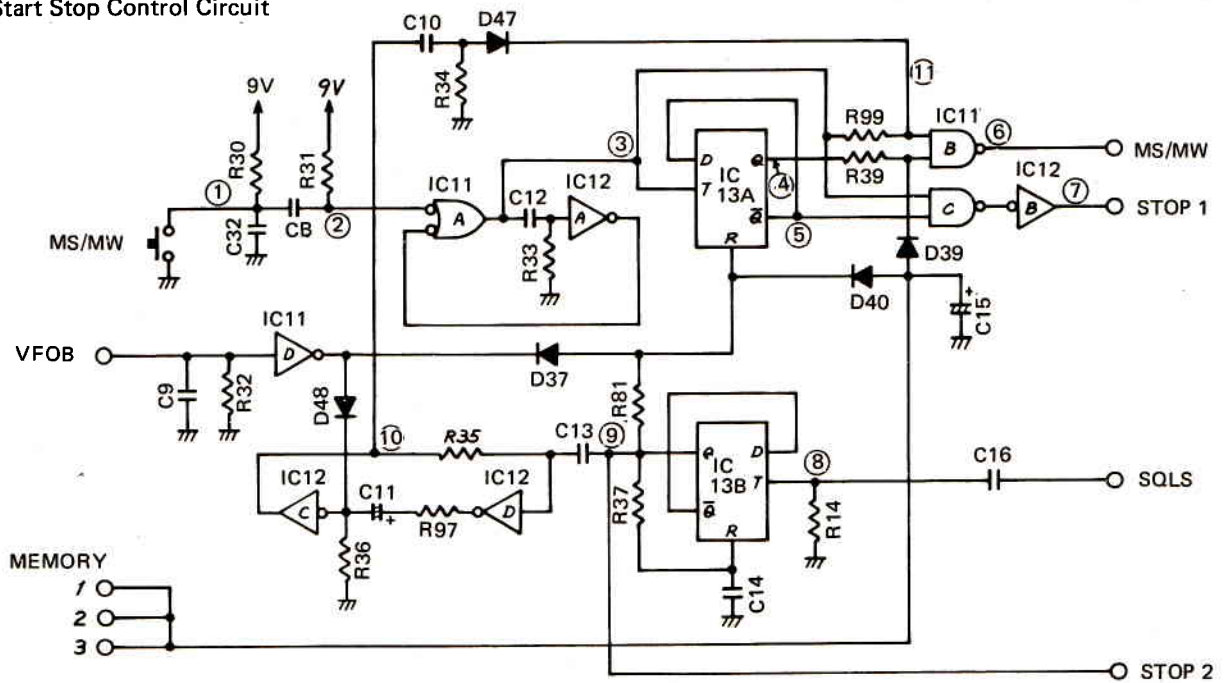 Start Stop Control Circuit
C10
D47
R34
9V
9V
R30
R31
①
②
C32
CB
MS/MW
IC11
A
C12
R33
IC12
A
③
D
T
Q
Q̅
R
IC
13A
④
⑤
⑪
R99
R39
IC11
B
⑥
MS/MW
C
IC12
B
⑦
STOP 1
D39
D40
C15
+
VFOB
C9
R32
IC11
D
D48
D37
R81
⑩
R35
C13
⑨
IC12
C
C11
+
R97
IC12
D
R36
R37
Q
Q̅
D
T
R
IC
13B
⑧
R14
C14
C16
SQLS
MEMORY
1
2
3
STOP 2